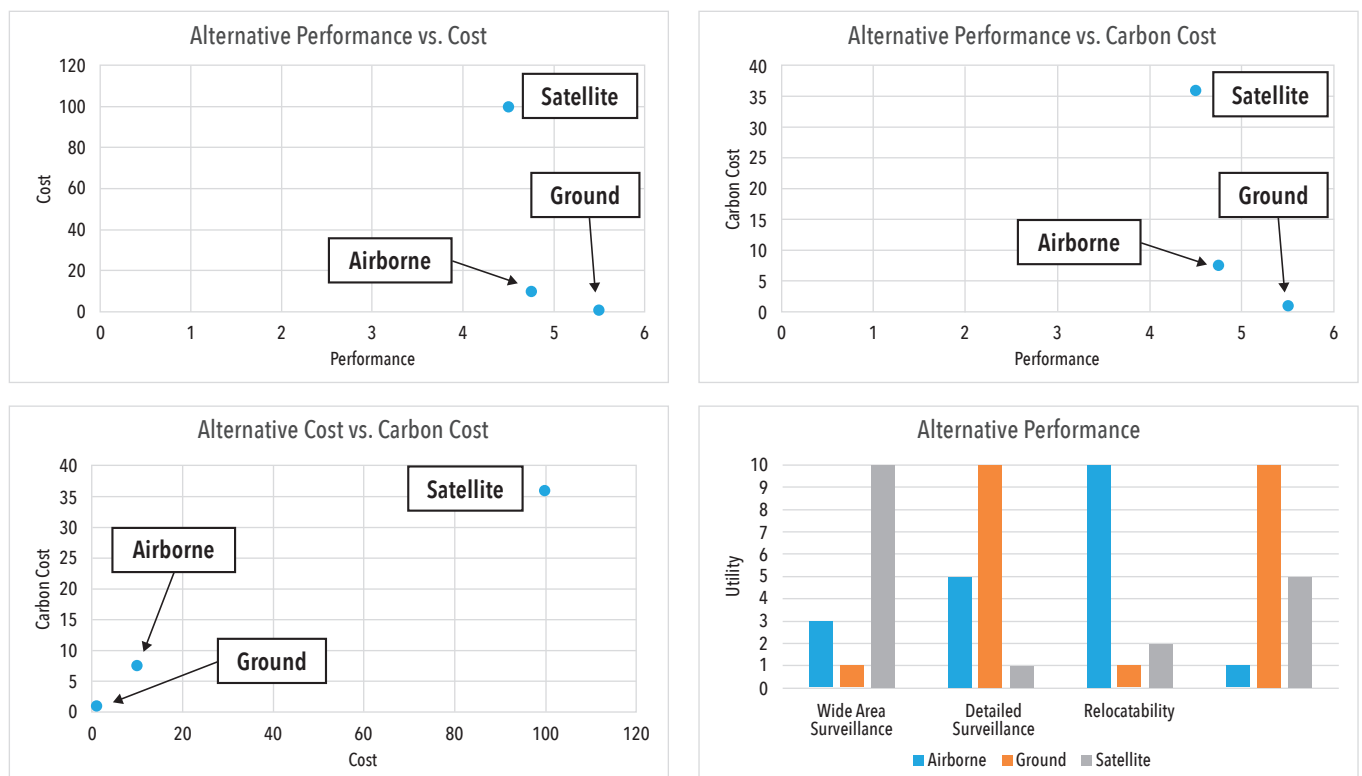 Alternative Performance vs. Cost
120
100
80
60
40
20
0
Cost
Satellite
Ground
Airborne
0 1 2 3 4 5 6
Performance
Alternative Performance vs. Carbon Cost
40
35
30
25
20
15
10
5
0
Carbon Cost
Satellite
Ground
Airborne
0 1 2 3 4 5 6
Performance
Alternative Cost vs. Carbon Cost
40
35
30
25
20
15
10
5
0
Carbon Cost
Satellite
Airborne
Ground
0 20 40 60 80 100 120
Cost
Alternative Performance
10
9
8
7
6
5
4
3
2
1
0
Utility
Wide Area
Surveillance
Detailed
Surveillance
Relocatability
Airborne Ground Satellite